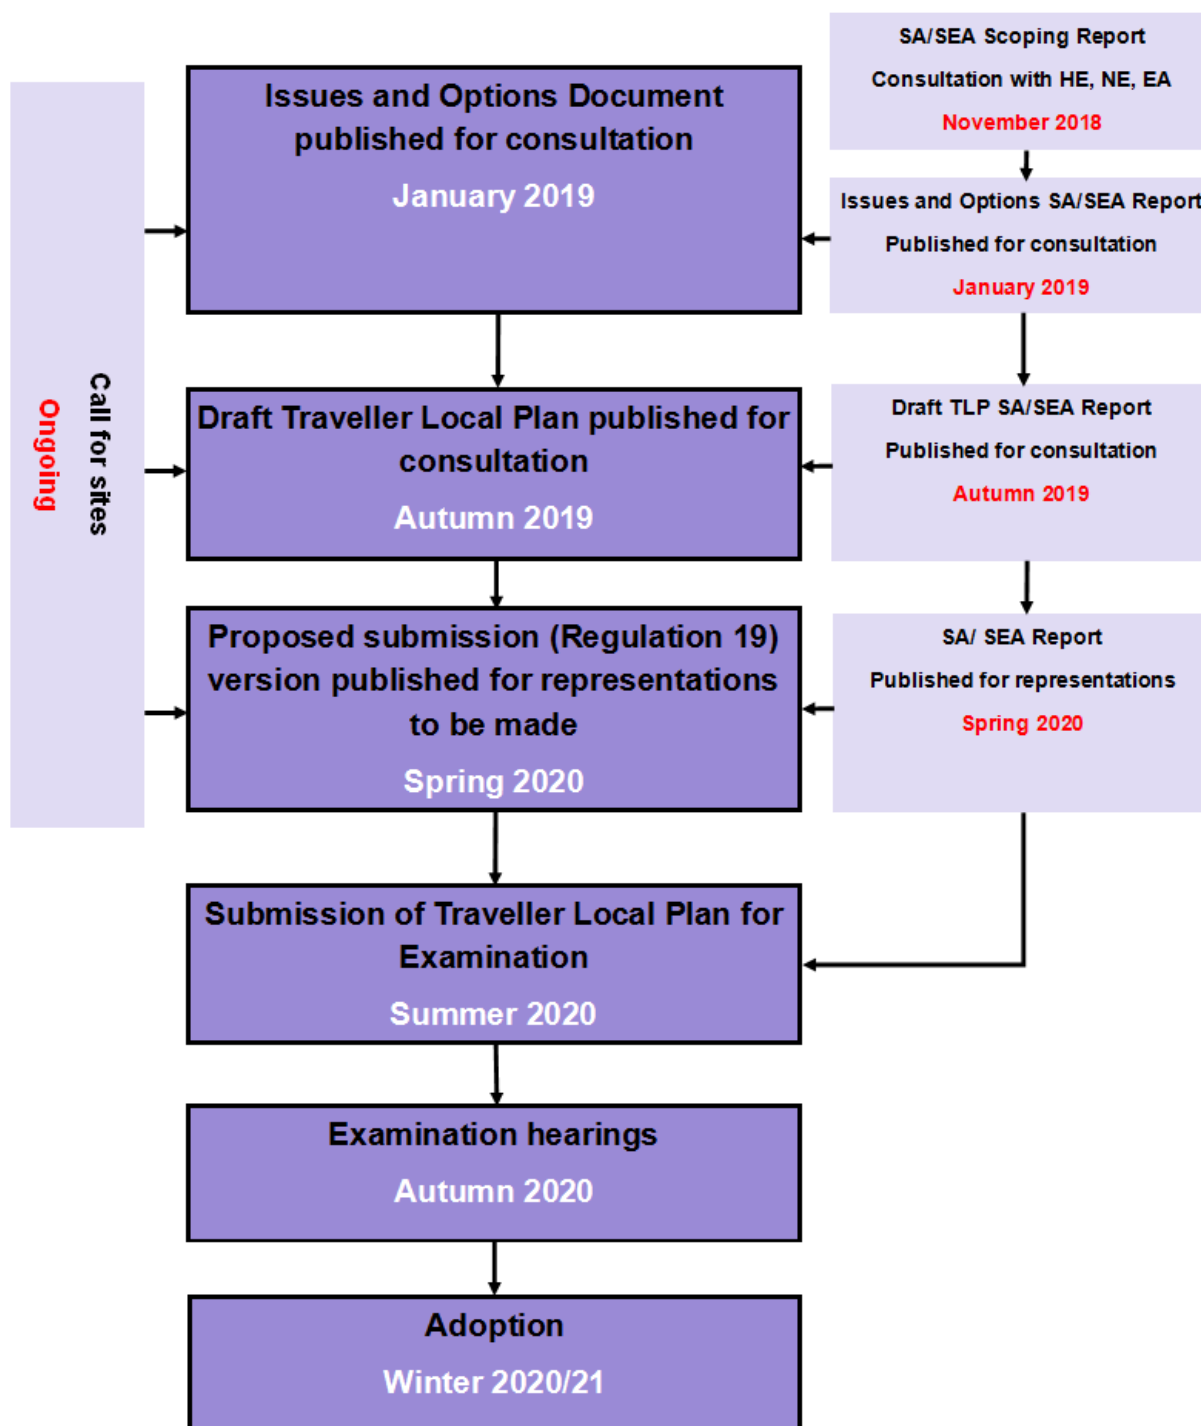 SA/SEA Scoping Report
Consultation with HE, NE, EA
November 2018
Issues and Options Document
published for consultation
January 2019
Issues and Options SA/SEA Report
Published for consultation
January 2019
Call for sites
Ongoing
Draft Traveller Local Plan published for
consultation
Autumn 2019
Draft TLP SA/SEA Report
Published for consultation
Autumn 2019
Proposed submission (Regulation 19)
version published for representations
to be made
Spring 2020
SA/ SEA Report
Published for representations
Spring 2020
Submission of Traveller Local Plan for
Examination
Summer 2020
Examination hearings
Autumn 2020
Adoption
Winter 2020/21